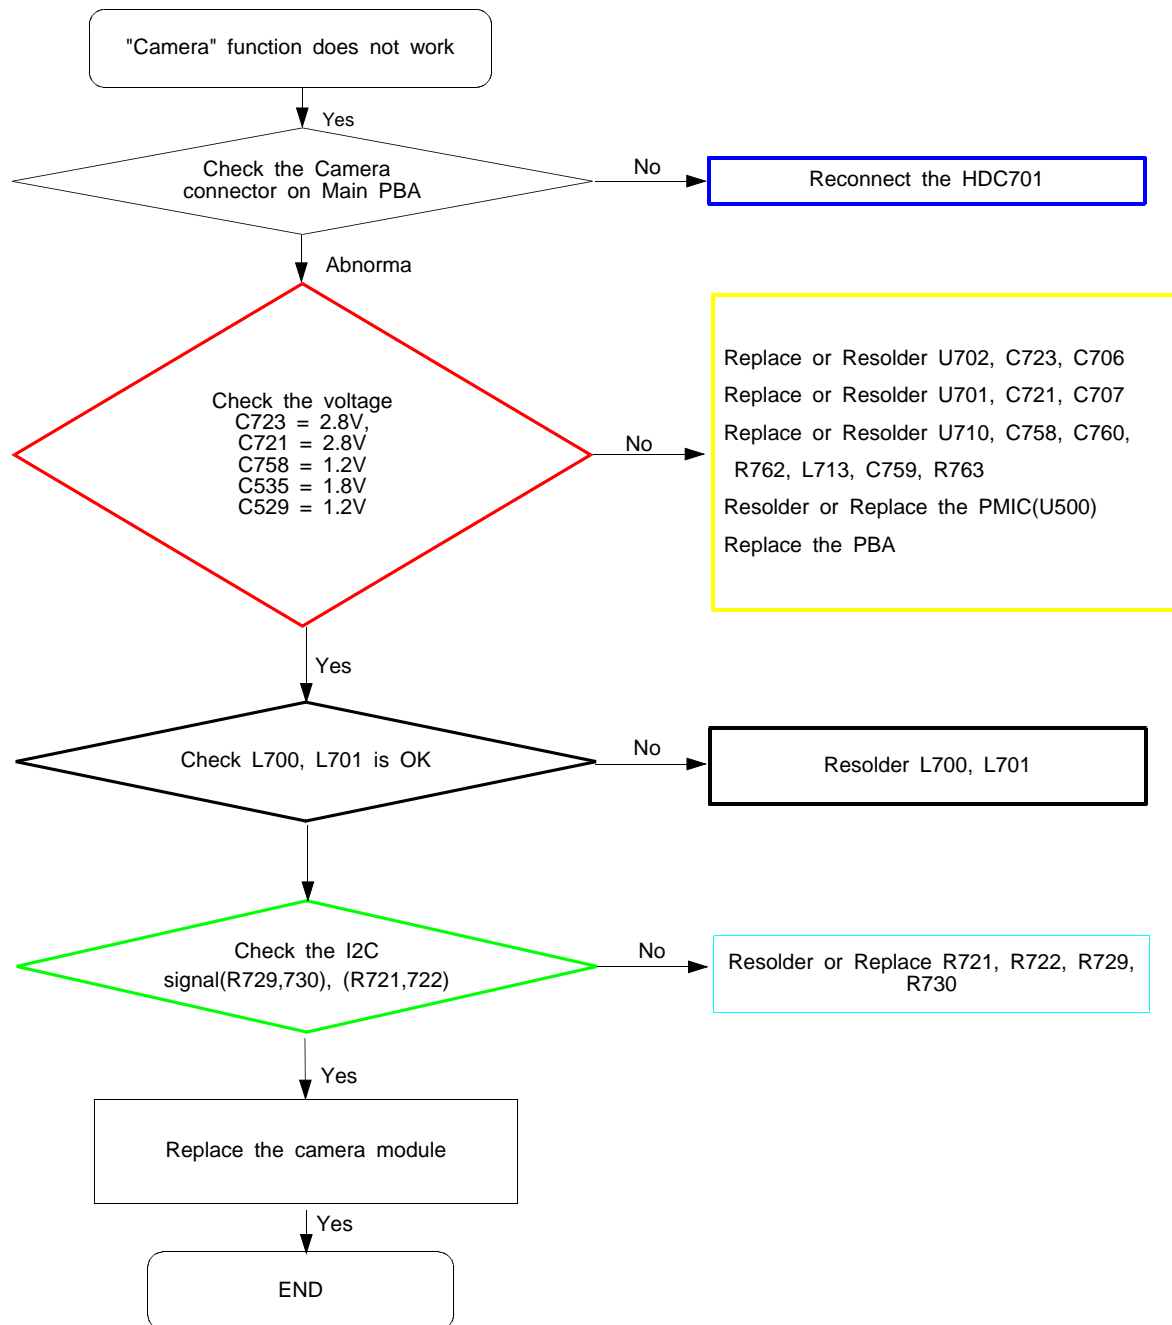 "Camera" function does not work
Yes
Check the Camera
connector on Main PBA
No
Reconnect the HDC701
Abnorma
Check the voltage
C723 = 2.8V,
C721 = 2.8V
C758 = 1.2V
C535 = 1.8V
C529 = 1.2V
No
Replace or Resolder U702, C723, C706
Replace or Resolder U701, C721, C707
Replace or Resolder U710, C758, C760,
R762, L713, C759, R763
Resolder or Replace the PMIC(U500)
Replace the PBA
Yes
Check L700, L701 is OK
No
Resolder L700, L701
Check the I2C
signal(R729,730), (R721,722)
No
Resolder or Replace R721, R722, R729,
R730
Yes
Replace the camera module
Yes
END